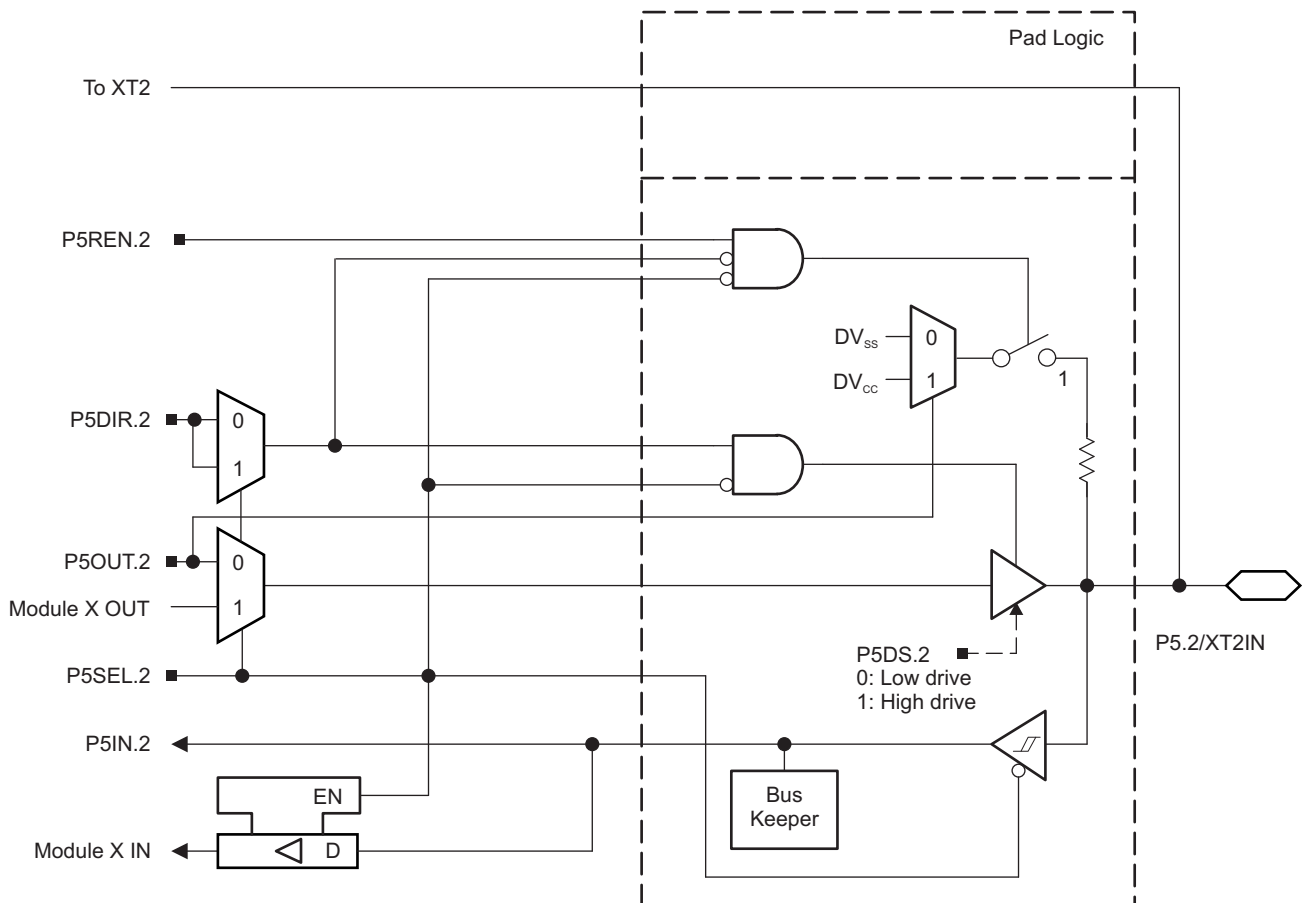 Pad Logic
To XT2
P5REN.2
DVSS
0
DVCC
1
1
P5DIR.2
0
1
P5OUT.2
0
Module X OUT
1
P5SEL.2
P5DS.2
0: Low drive
1: High drive
P5.2/XT2IN
P5IN.2
EN
Bus
Keeper
Module X IN
D